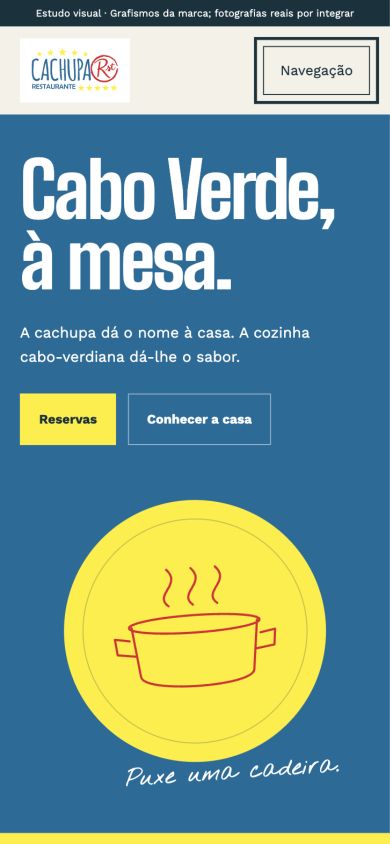 Estudo visual · Grafismos da marca; fotografias reais por integrar
CACHUPA Rst
RESTAURANTE
Navegação
Cabo Verde,
à mesa.
A cachupa dá o nome à casa. A cozinha
cabo-verdiana dá-lhe o sabor.
Reservas
Conhecer a casa
Puxe uma cadeira.